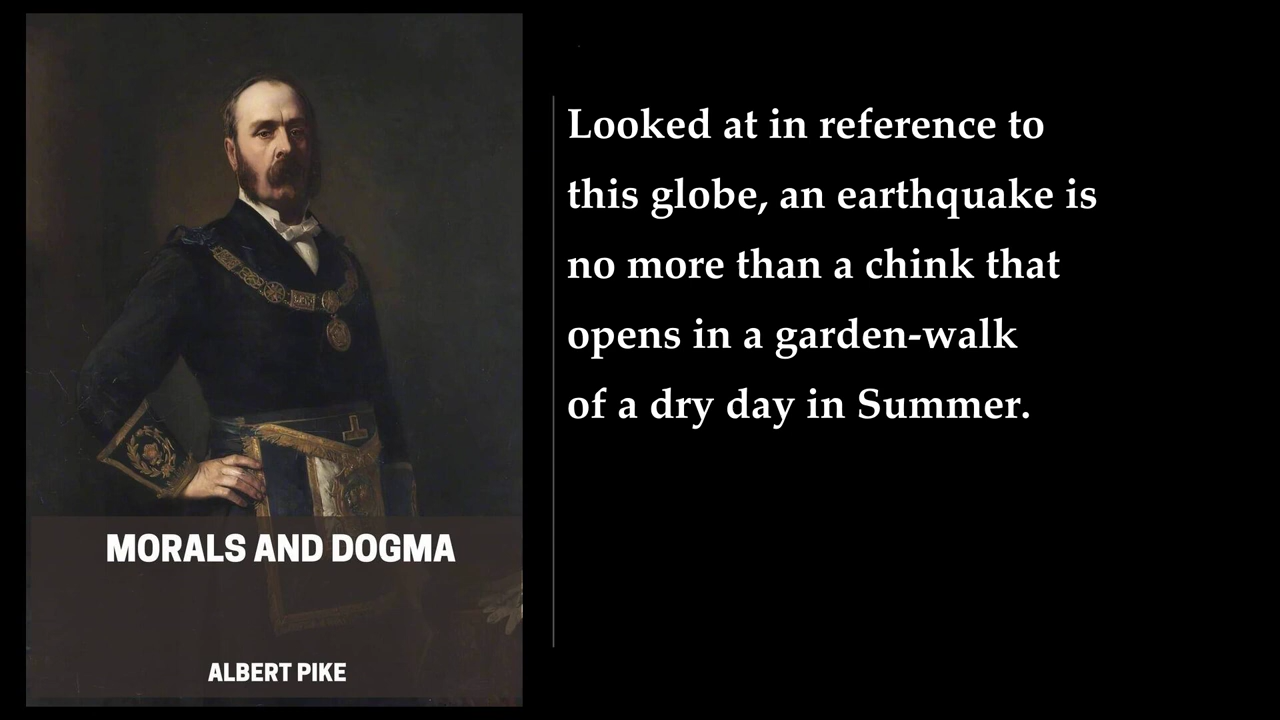 MORALS AND DOGMA
ALBERT PIKE
Looked at in reference to
this globe, an earthquake is
no more than a chink that
opens in a garden-walk
of a dry day in Summer.